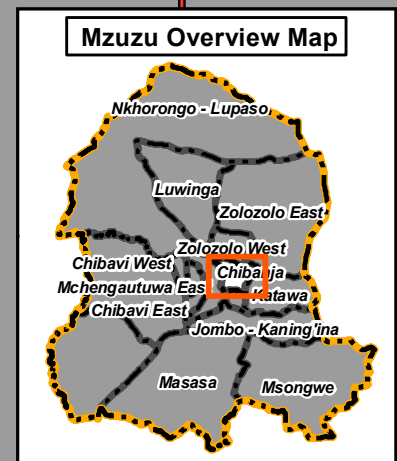 Mzuzu Overview Map
Nkhorongo - Lupaso
Luwinga
Zolozolo East
Zolozolo West
Chibavi West
Chibanja
Mchengautuwa East
Katawa
Chibavi East
Jombo - Kaning'ina
Masasa
Msongwe